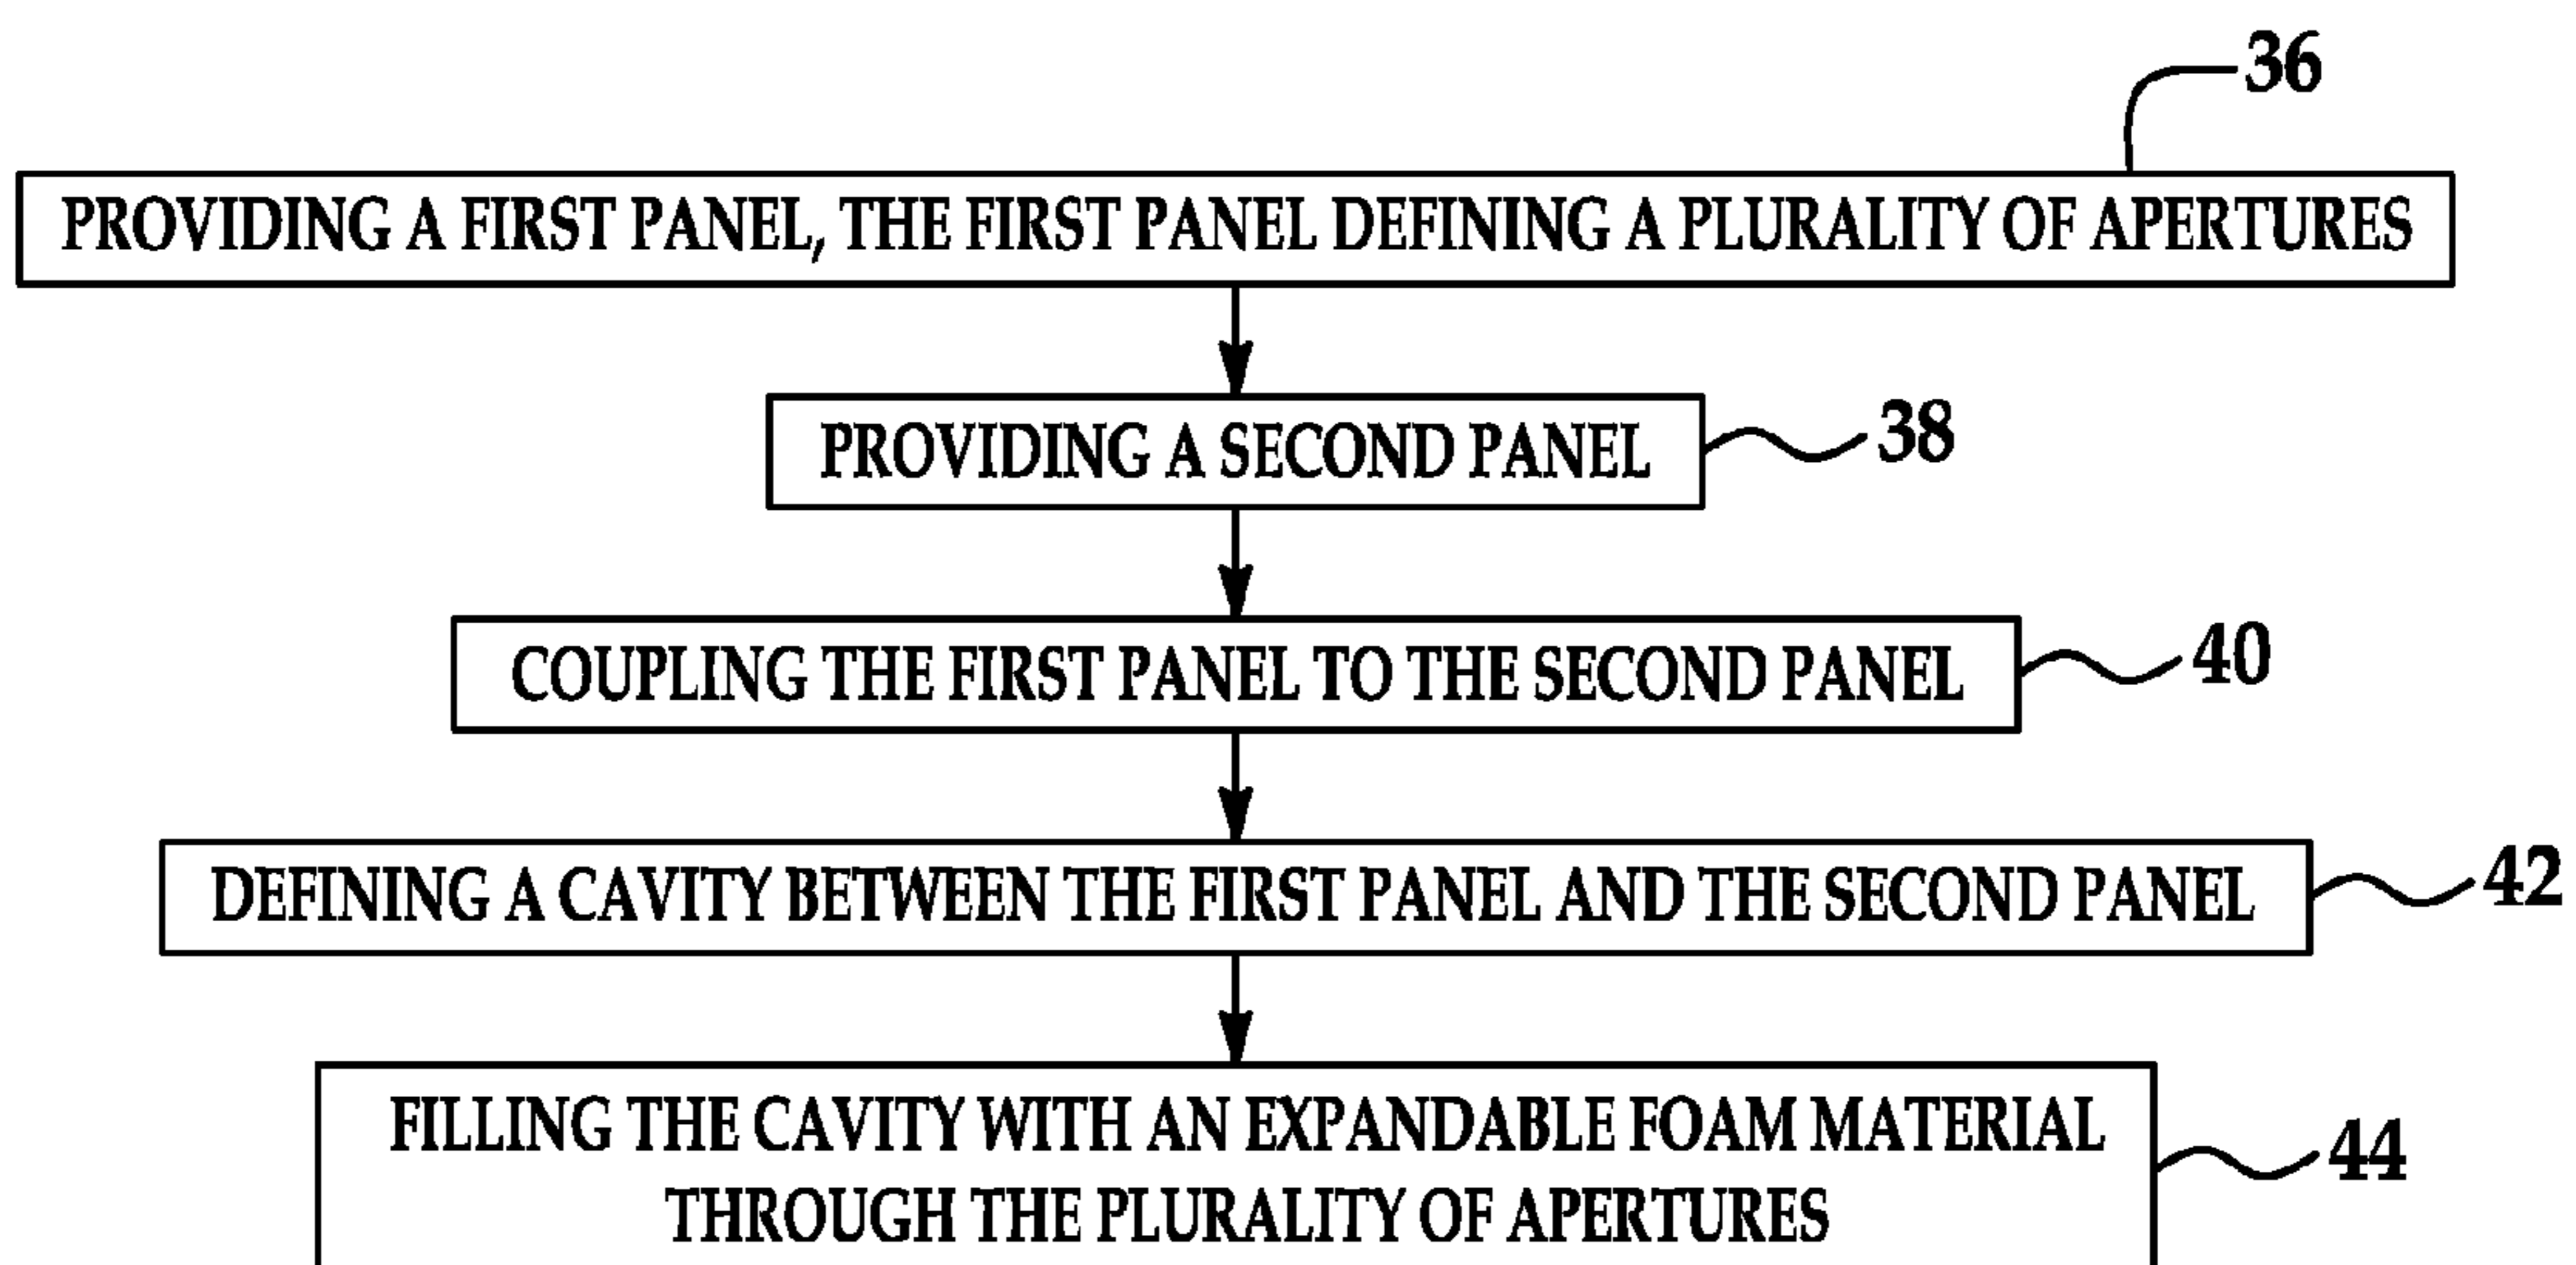 36
PROVIDING A FIRST PANEL, THE FIRST PANEL DEFINING A PLURALITY OF APERTURES
PROVIDING A SECOND PANEL
38
COUPLING THE FIRST PANEL TO THE SECOND PANEL
40
DEFINING A CAVITY BETWEEN THE FIRST PANEL AND THE SECOND PANEL
42
FILLING THE CAVITY WITH AN EXPANDABLE FOAM MATERIAL
THROUGH THE PLURALITY OF APERTURES
44